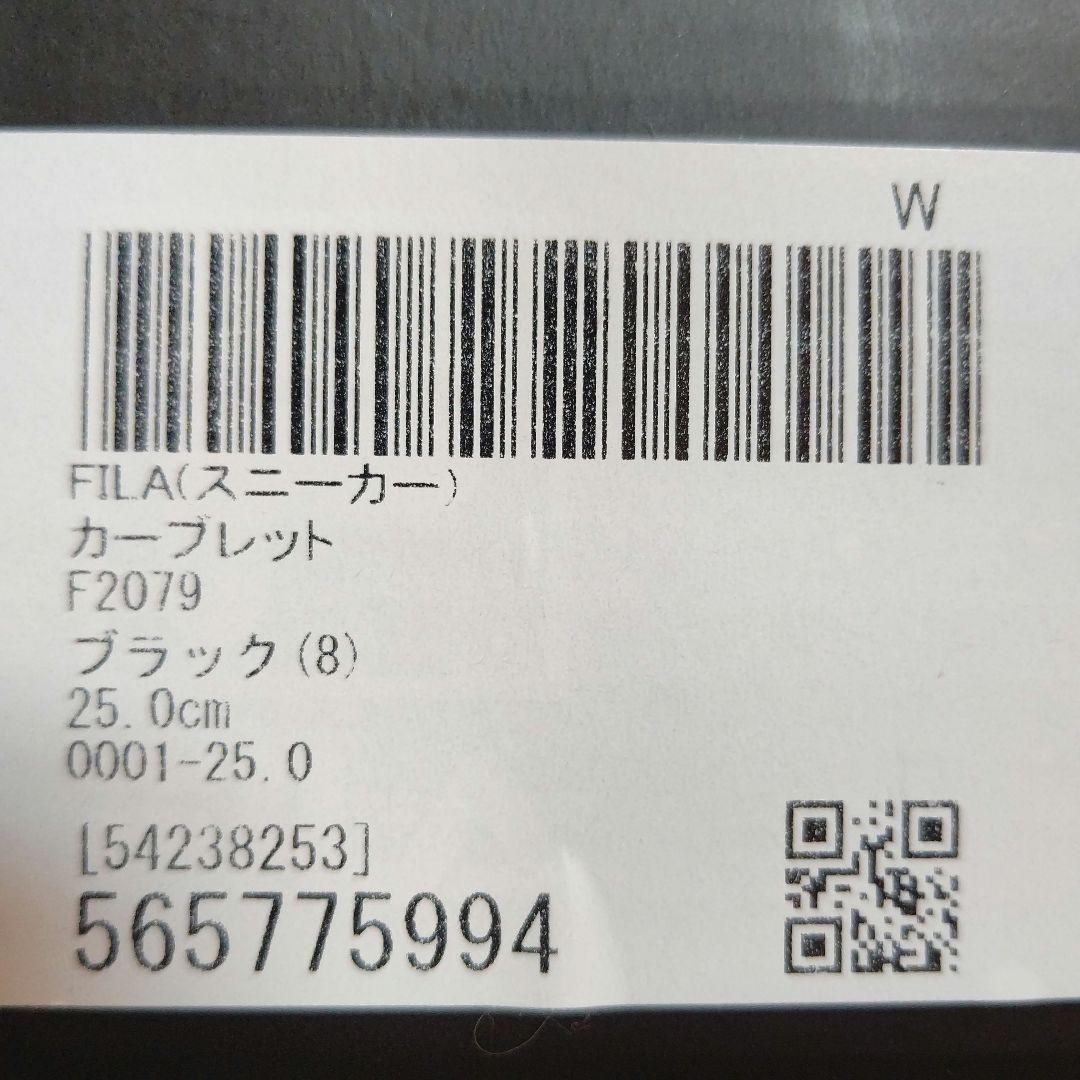 W
FILA(スニーカー)
カーブレット
F2079
ブラック(8)
25.0cm
0001-25.0
[54238253]
565775994